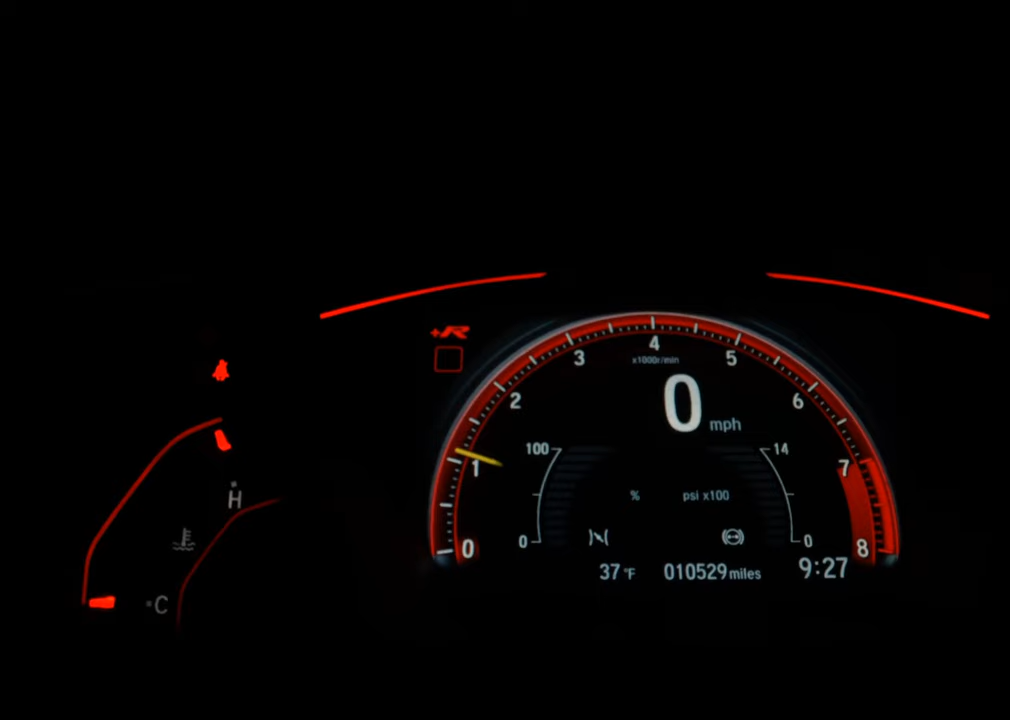 +R
4
3 5
x1000r/min
2 0 mph 6
100 14
1 7
H % psi x100
0 0
0 8
37°F 010529 miles 9:27
C